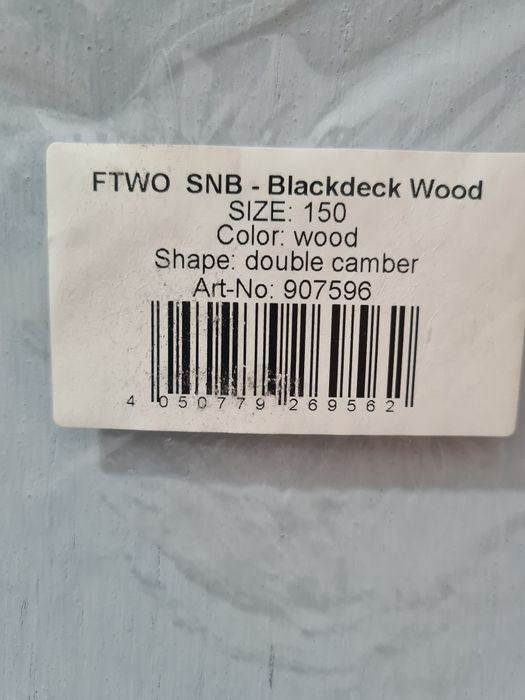 FTWO SNB - Blackdeck Wood
SIZE: 150
Color: wood
Shape: double camber
Art-No: 907596
4 050779 269562